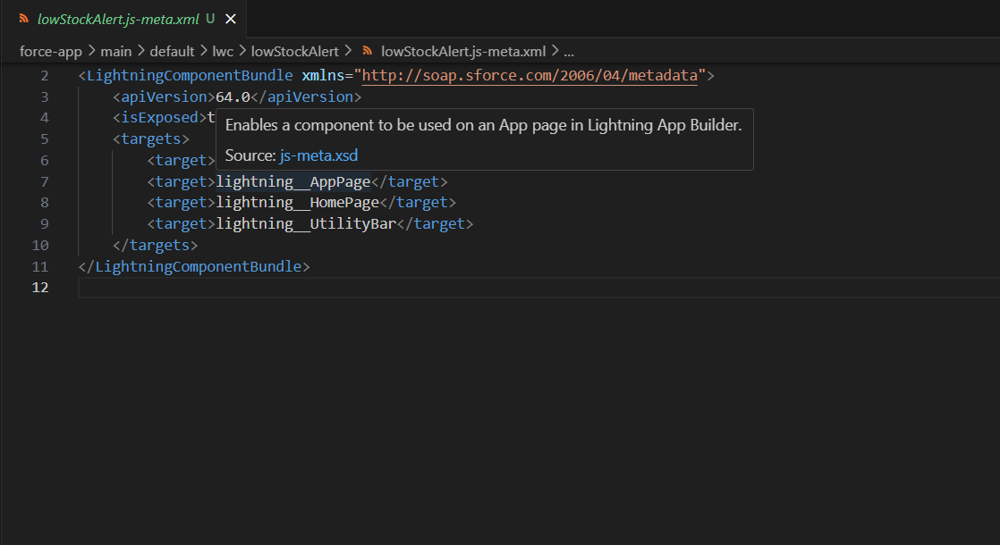 lowStockAlert.js-meta.xml U
force-app > main > default > lwc > lowStockAlert > lowStockAlert.js-meta.xml > ...
2 <LightningComponentBundle xmlns="http://soap.sforce.com/2006/04/metadata">
3 <apiVersion>64.0</apiVersion>
4 <isExposed>t
Enables a component to be used on an App page in Lightning App Builder.
5 <targets>
Source: js-meta.xsd
6 <target>
7 <target>lightning__AppPage</target>
8 <target>lightning__HomePage</target>
9 <target>lightning__UtilityBar</target>
10 </targets>
11 </LightningComponentBundle>
12